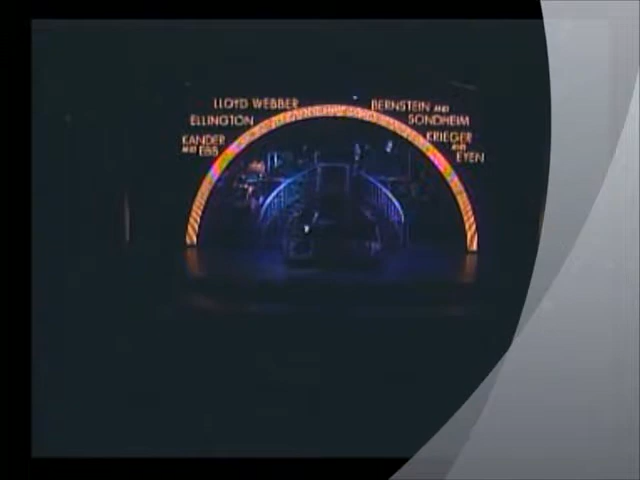 LLOYD WEBBER
ELLINGTON
KANDER
AND EBB
BERNSTEIN AND
SONDHEIM
KRIEGER
AND
EYEN